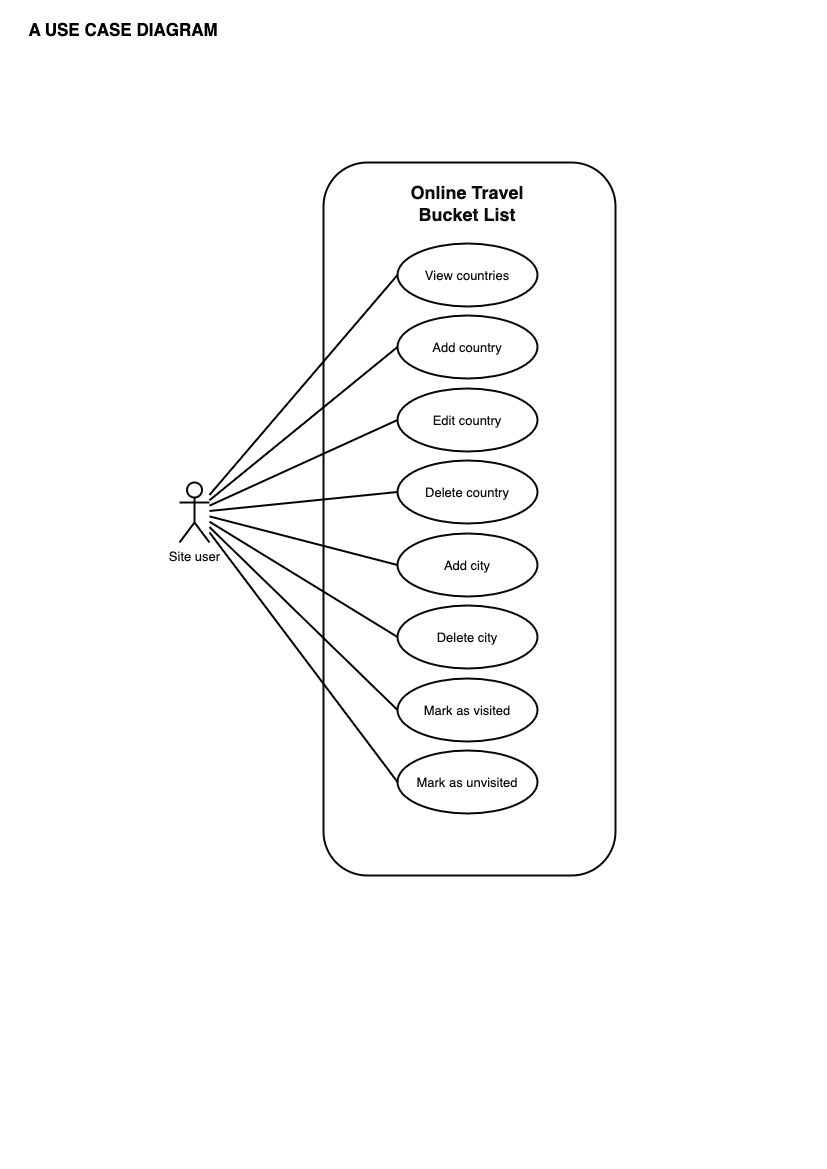 A USE CASE DIAGRAM
Online Travel
Bucket List
View countries
Add country
Edit country
Delete country
Site user
Add city
Delete city
Mark as visited
Mark as unvisited